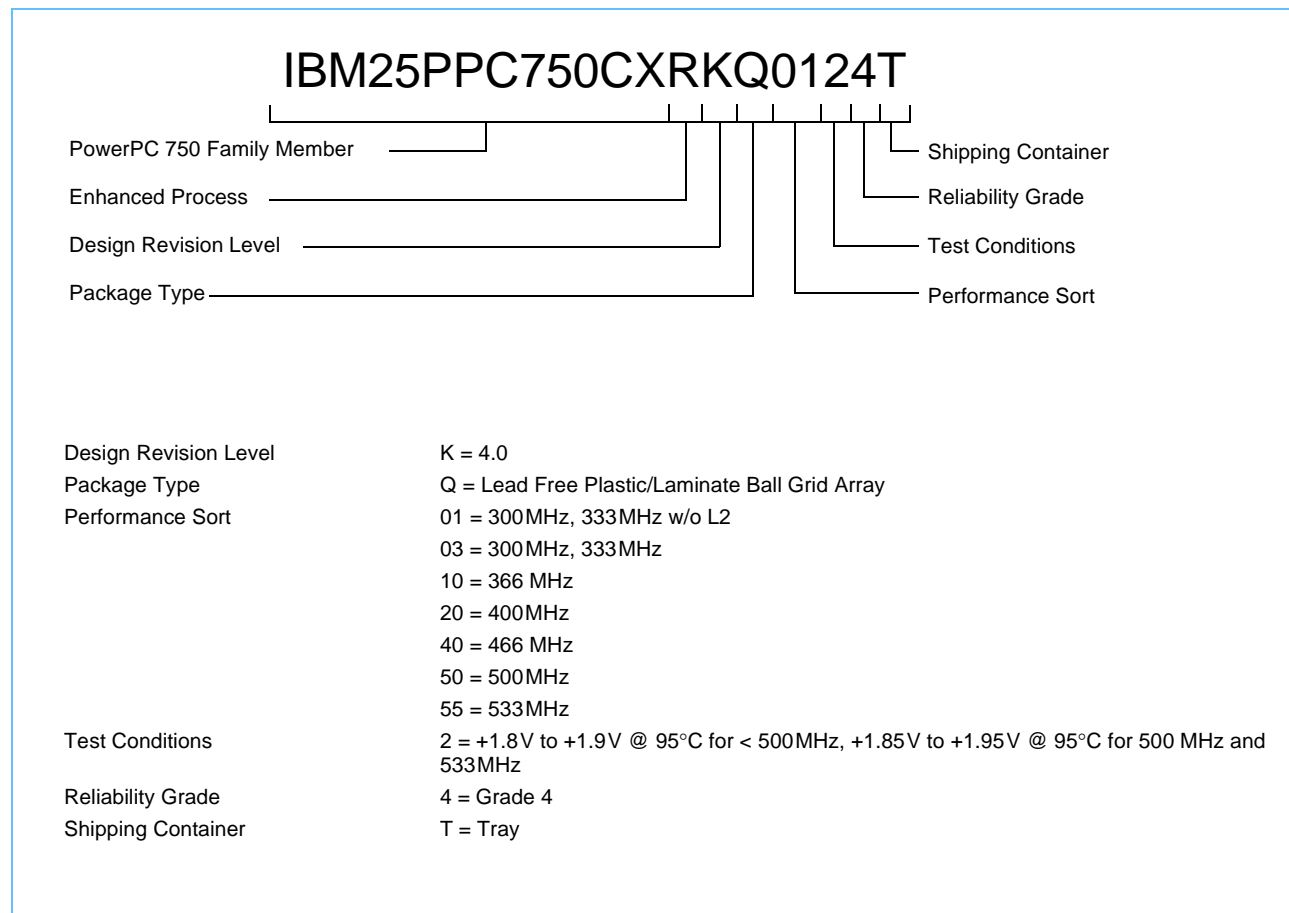 IBM25PPC750CXRKQ0124T
PowerPC 750 Family Member
Shipping Container
Enhanced Process
Reliability Grade
Design Revision Level
Test Conditions
Package Type
Performance Sort
Design Revision Level K = 4.0
Package Type Q = Lead Free Plastic/Laminate Ball Grid Array
Performance Sort 01 = 300MHz, 333MHz w/o L2
03 = 300MHz, 333MHz
10 = 366 MHz
20 = 400MHz
40 = 466 MHz
50 = 500MHz
55 = 533MHz
Test Conditions 2 = +1.8V to +1.9V @ 95°C for < 500MHz, +1.85V to +1.95V @ 95°C for 500 MHz and
533MHz
Reliability Grade 4 = Grade 4
Shipping Container T = Tray